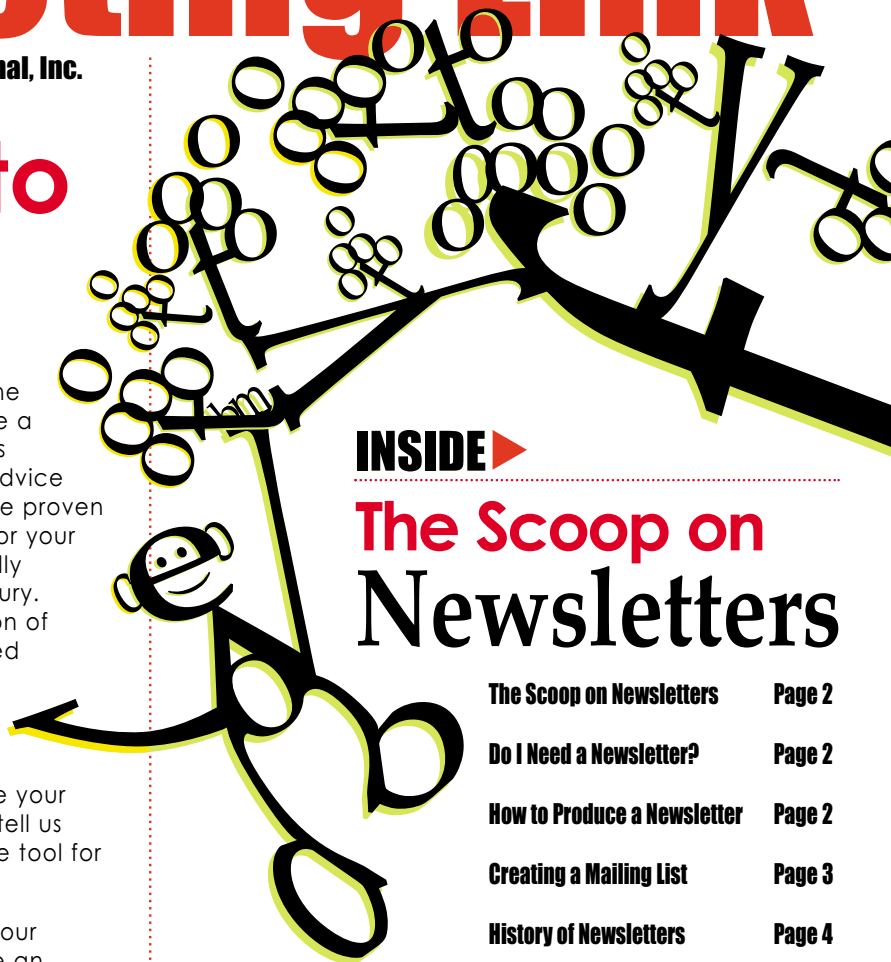 Link
nal, Inc.
to
ne
e a
s
dvice
e proven
or your
lly
ury.
on of
ed
e your
tell us
e tool for
our
e an
INSIDE
The Scoop on
Newsletters
The Scoop on Newsletters Page 2
Do I Need a Newsletter? Page 2
How to Produce a Newsletter Page 2
Creating a Mailing List Page 3
History of Newsletters Page 4